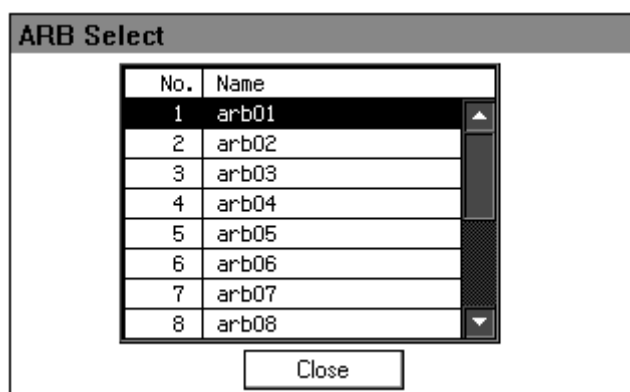 ARB Select
No. Name
1 arb01
2 arb02
3 arb03
4 arb04
5 arb05
6 arb06
7 arb07
8 arb08
Close